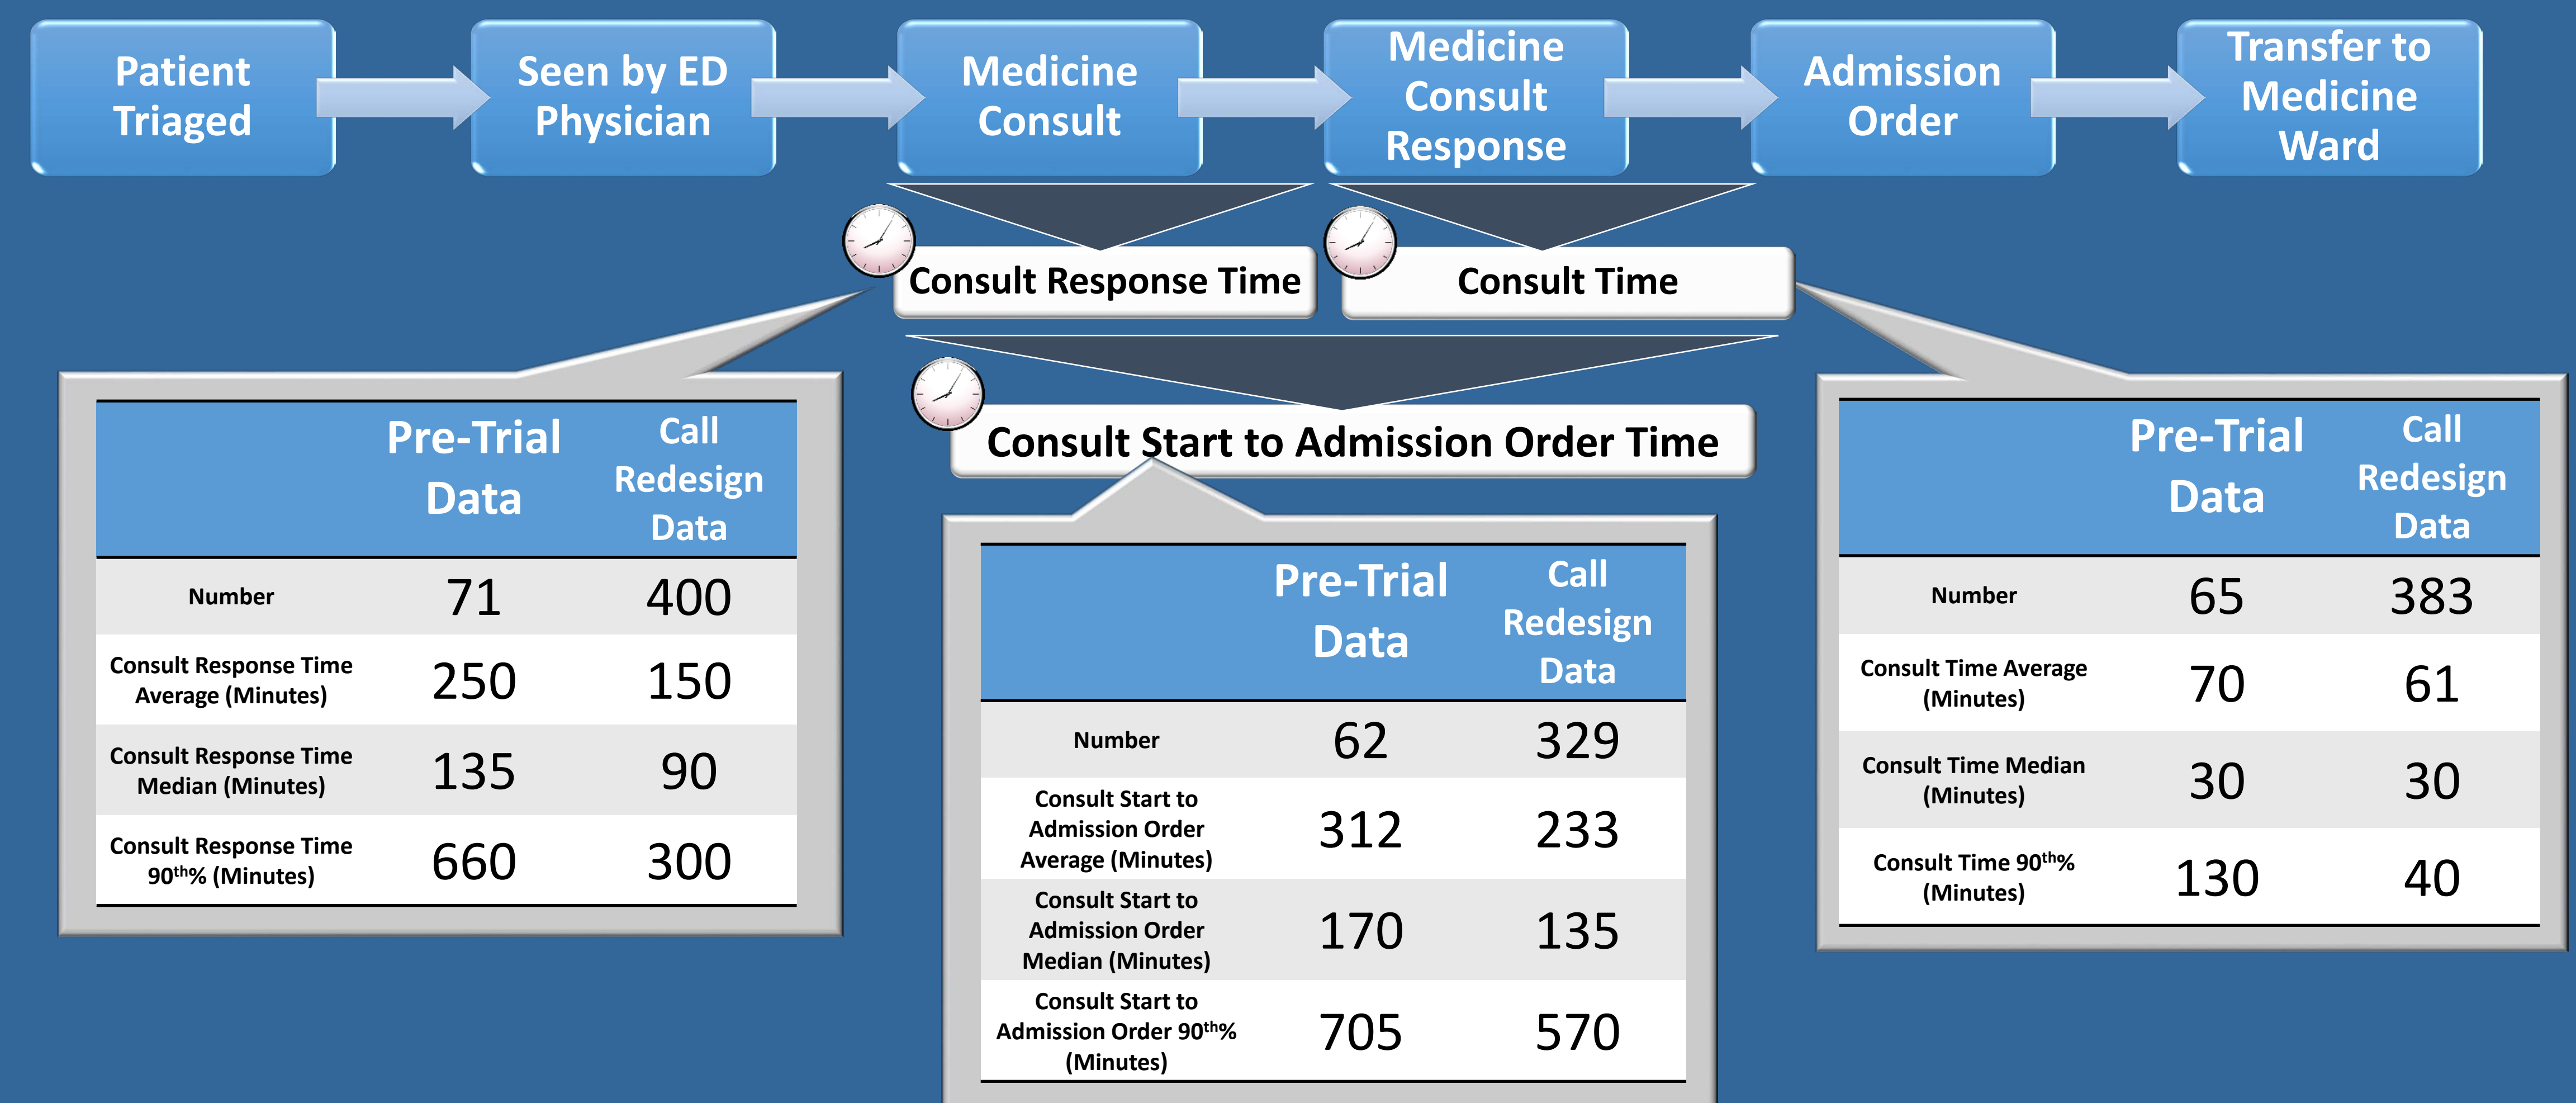 Patient
Triaged
Seen by ED
Physician
Medicine
Consult
Medicine
Consult
Response
Admission
Order
Transfer to
Medicine
Ward
Consult Response Time
Consult Time
Consult Start to Admission Order Time
Pre-Trial
Data
Call
Redesign
Data
Number 71 400
Consult Response Time
Average (Minutes) 250 150
Consult Response Time
Median (Minutes) 135 90
Consult Response Time
90th% (Minutes) 660 300
Pre-Trial
Data
Call
Redesign
Data
Number 62 329
Consult Start to
Admission Order
Average (Minutes) 312 233
Consult Start to
Admission Order
Median (Minutes) 170 135
Consult Start to
Admission Order 90th%
(Minutes) 705 570
Pre-Trial
Data
Call
Redesign
Data
Number 65 383
Consult Time Average
(Minutes) 70 61
Consult Time Median
(Minutes) 30 30
Consult Time 90th%
(Minutes) 130 40